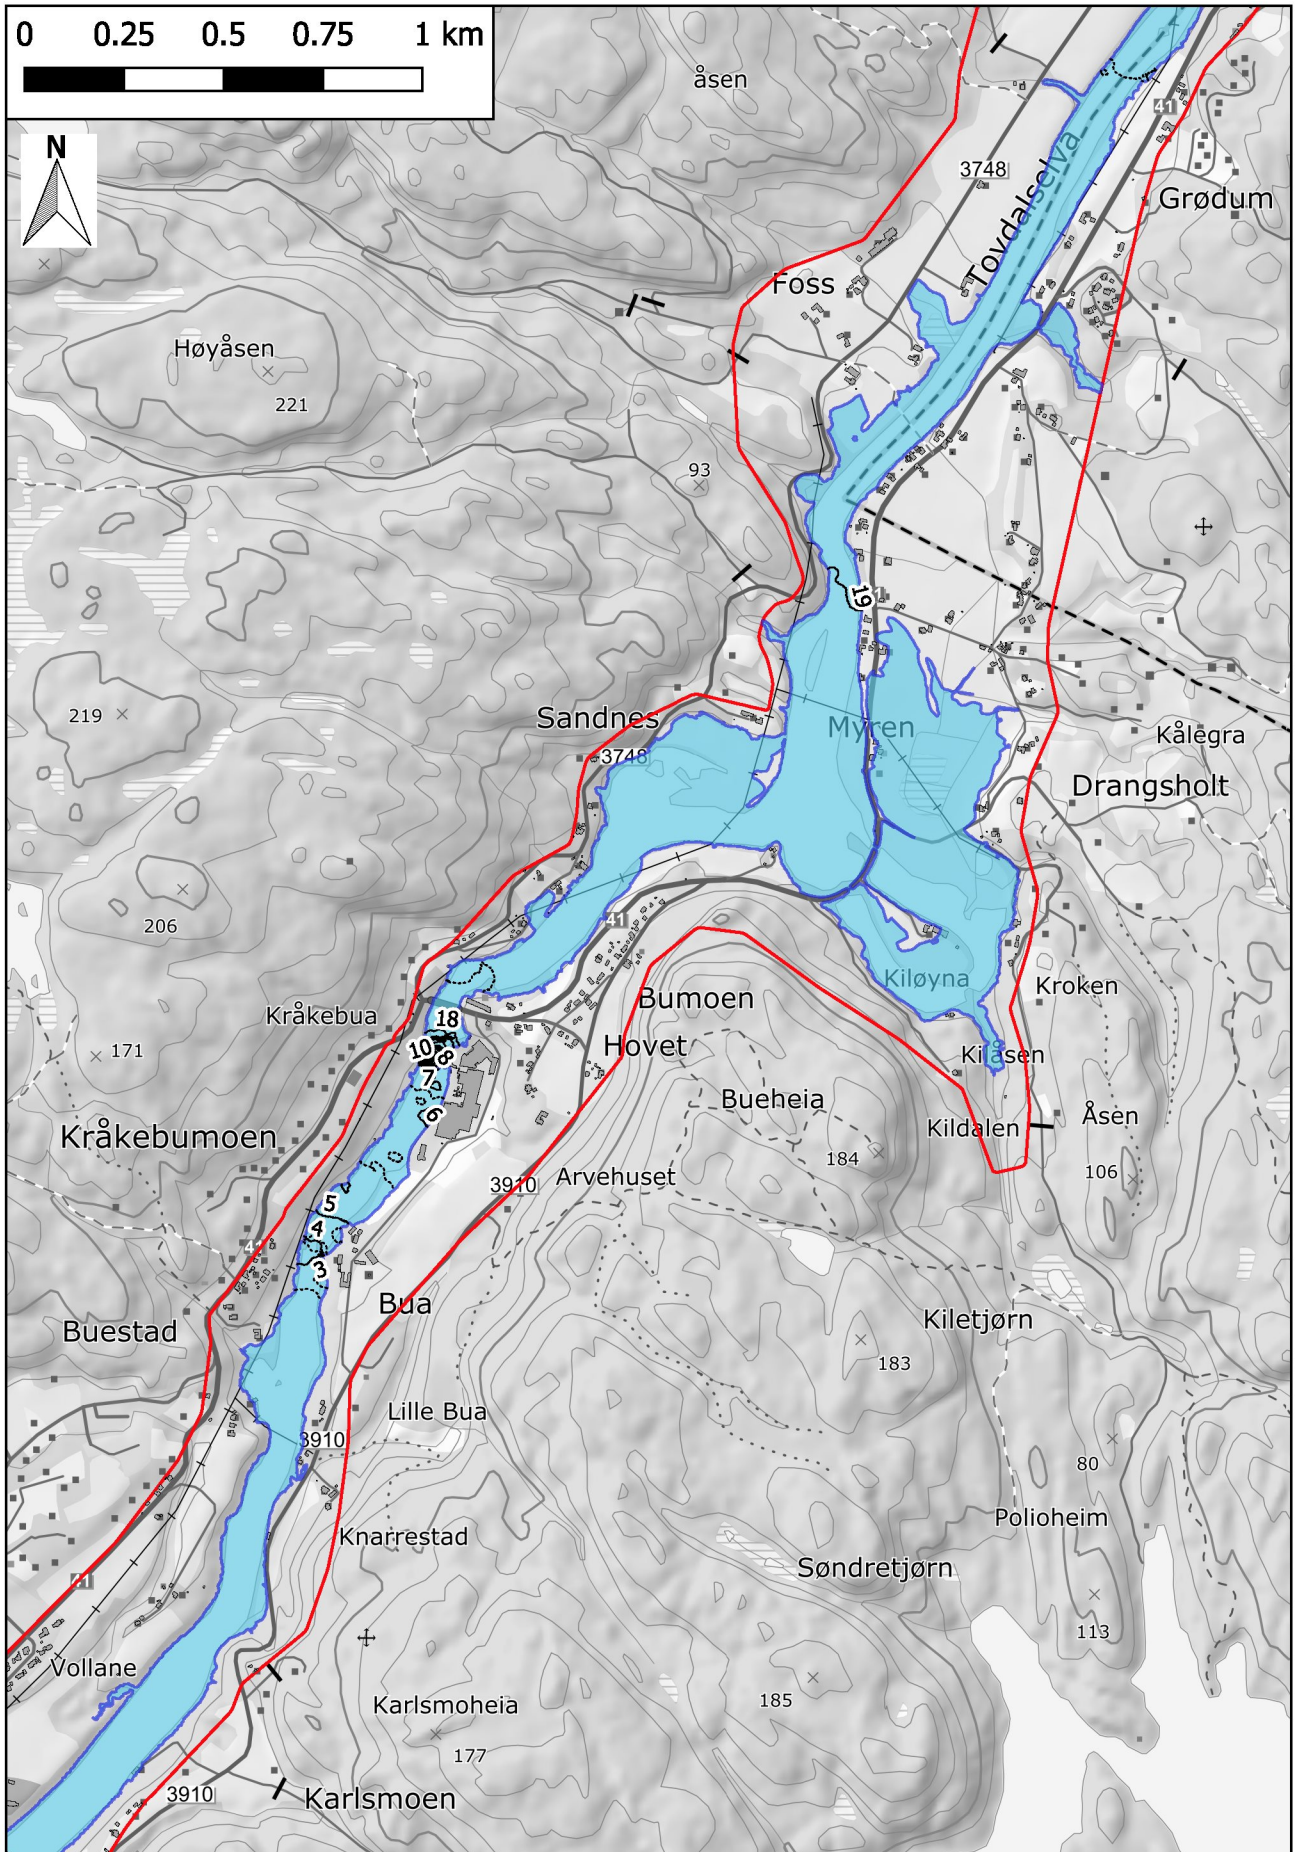 0 0.25 0.5 0.75 1 km
N
åsen
41
3748
Grødum
Tovdalselva
Foss
Høyåsen
221
93
19
219
Sandnes
Myren
3748
Kålegra
Drangsholt
206
41
Kiløyna
Kroken
Bumoen
Kråkebua
18
Hovet
171
10
8
Kilåsen
7
Bueheia
6
Åsen
Kråkebumoen
Kildalen
184
Arvehuset
106
3910
5
4
41
3
Bua
Kiletjørn
Buestad
183
Lille Bua
3910
80
Polioheim
Knarrestad
Søndretjørn
41
113
Vollane
185
Karlsmoheia
177
3910
Karlsmoen